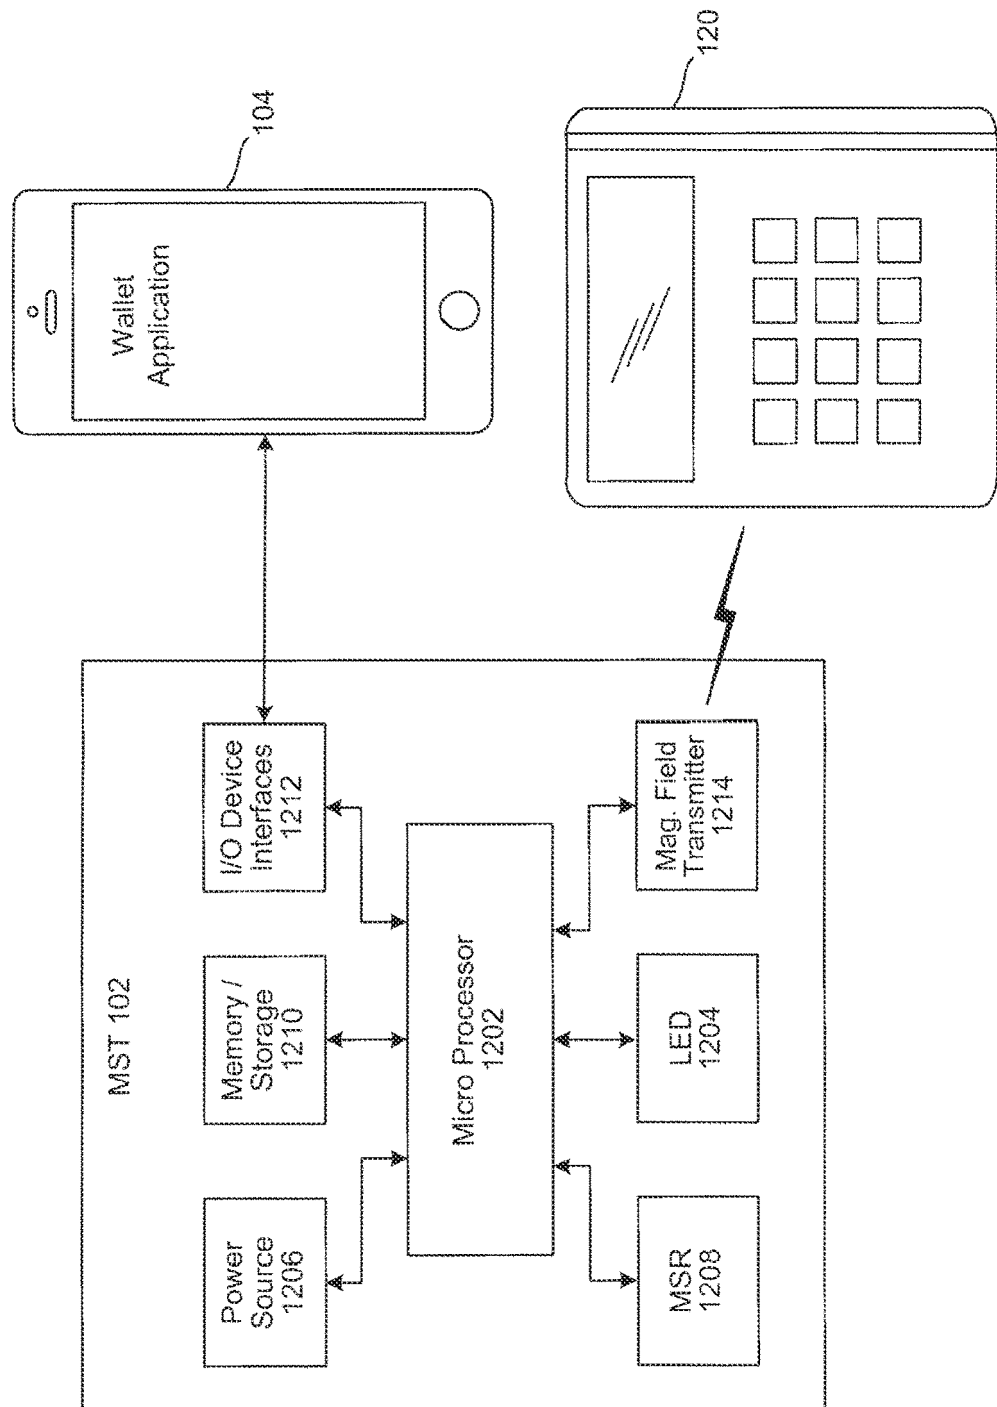 MST 102
Power
Source
1206
Memory /
Storage
1210
I/O Device
Interfaces
1212
Micro Processor
1202
MSR
1208
LED
1204
Mag. Field
Transmitter
1214
Wallet
Application
104
120